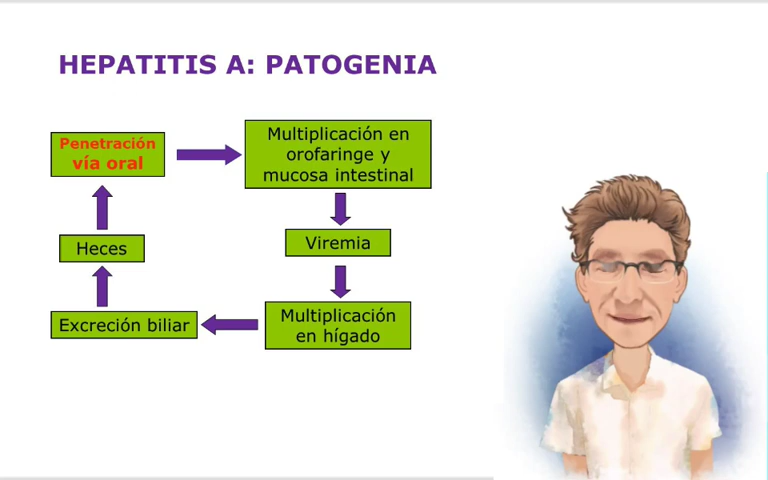 HEPATITIS A: PATOGENIA
Penetración
vía oral
Multiplicación en
orofaringe y
mucosa intestinal
Heces
Viremia
Excreción biliar
Multiplicación
en hígado